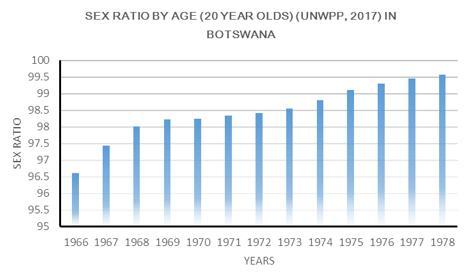 SEX RATIO BY AGE (20 YEAR OLDS) (UNWPP, 2017) IN
BOTSWANA
100
99.5
99
98.5
98
97.5
97
96.5
96
95.5
95
SEX RATIO
1966 1967 1968 1969 1970 1971 1972 1973 1974 1975 1976 1977 1978
YEARS